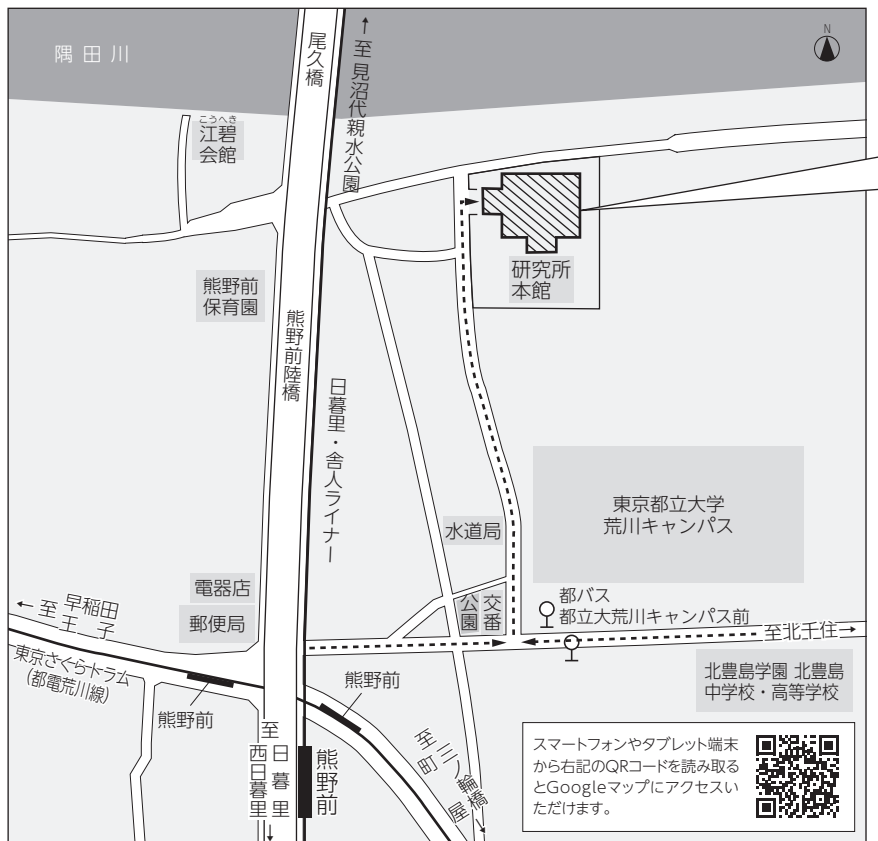 隅田川
尾久橋
← 至 見沼代親水公園
N
こうへき
江碧
会館
研究所
本館
熊野前
保育園
熊野前陸橋
日暮里・舎人ライナー
東京都立大学
荒川キャンパス
水道局
電器店
郵便局
公園
交番
都バス
都立大荒川キャンパス前
至北千住→
← 至 早稲田
王子
東京さくらトラム
(都電荒川線)
熊野前
熊野前
北豊島学園 北豊島
中学校・高等学校
至 日暮里
西日暮里
熊野前
至 三ノ輪橋
町屋
スマートフォンやタブレット端末
から右記のQRコードを読み取る
とGoogleマップにアクセスい
ただけます。